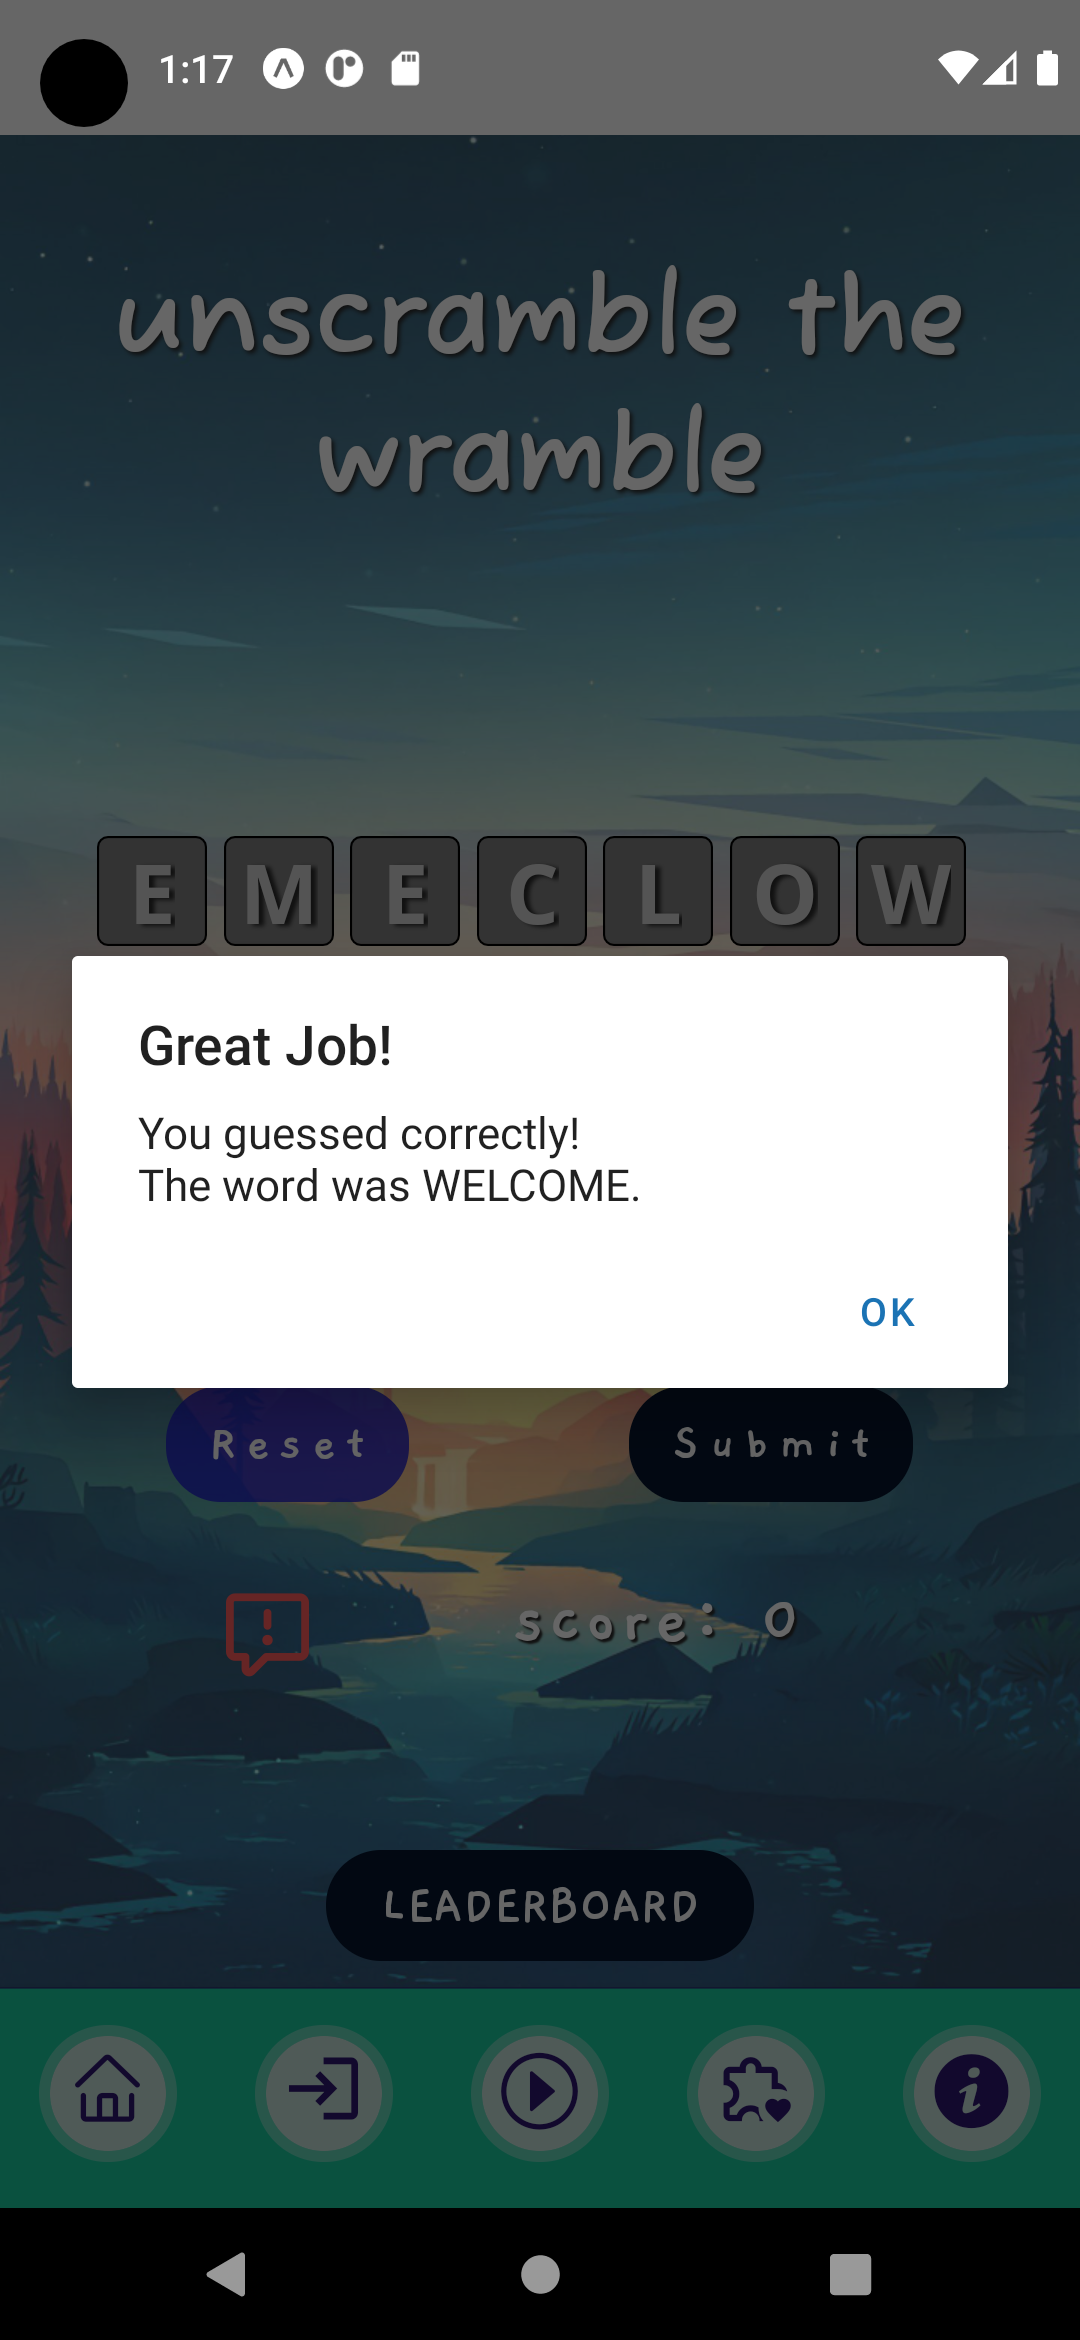 1:17
unscramble the
wramble
E M E C L O W
Great Job!
You guessed correctly!
The word was WELCOME.
OK
Reset Submit
score: 0
LEADERBOARD